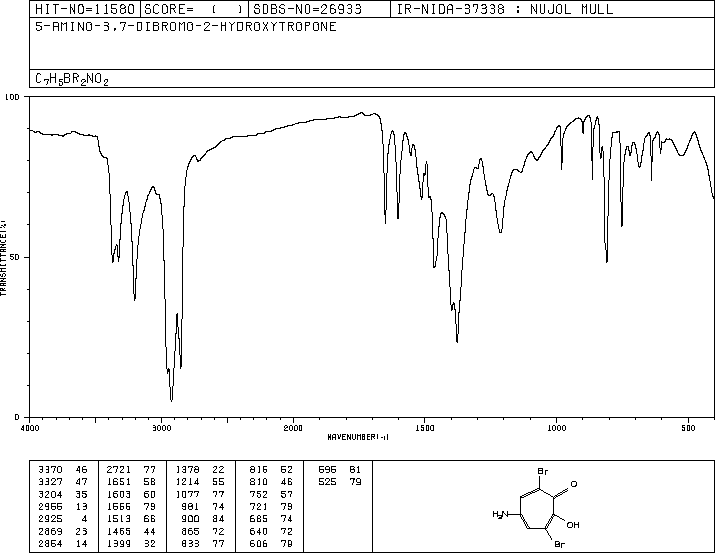 HIT-NO=11580 SCORE= ( ) SDBS-NO=26933 IR-NIDA-37338 : NUJOL MULL
5-AMINO-3,7-DIBROMO-2-HYDROXYTROPONE
C7H5BR2NO2
100
50
0
TRANSMITTANCE(%)
4000 3000 2000 1500 1000 500
WAVENUMBER(-1)
3370 46 2721 77 1378 22 816 62 696 81
3327 47 1651 58 1214 55 810 46 525 79
3204 35 1603 60 1077 77 752 57
2955 13 1556 79 981 74 721 79
2925 4 1513 66 900 84 685 74
2869 23 1465 44 865 72 640 72
2854 14 1399 32 833 77 606 79
Br
O
H2N
OH
Br